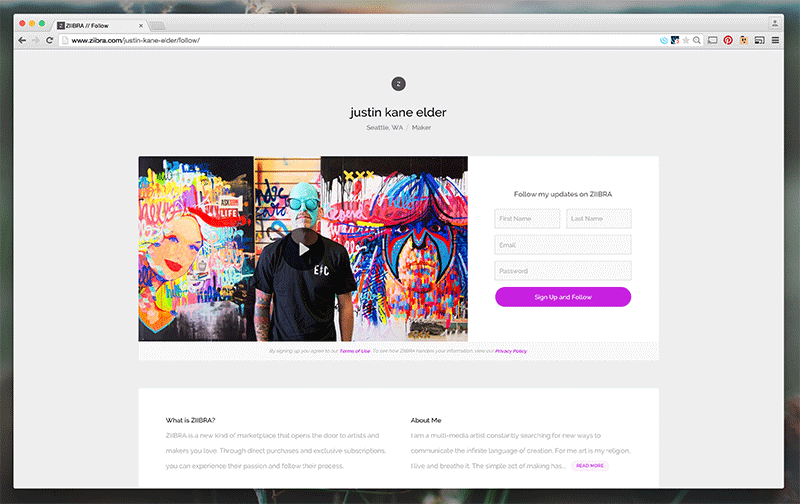 ZIIBRA // Follow
www.ziibra.com/justin-kane-elder/follow/
Z
justin kane elder
Seattle, WA / Maker
ASK SOM
LIFE
XXX
E/C
Follow my updates on ZIIBRA
First Name Last Name
Email
Password
Sign Up and Follow
By signing up you agree to our Terms of Use. To see how ZIIBRA handles your information, view our Privacy Policy
What is ZIIBRA?
ZIIBRA is a new kind of marketplace that opens the door to artists and
makers you love. Through direct purchases and exclusive subscriptions,
you can experience their passion and follow their process.
About Me
I am a multi-media artist constantly searching for new ways to
communicate the infinite language of creation. For me art is my religion,
I live and breathe it. The simple act of making has... READ MORE